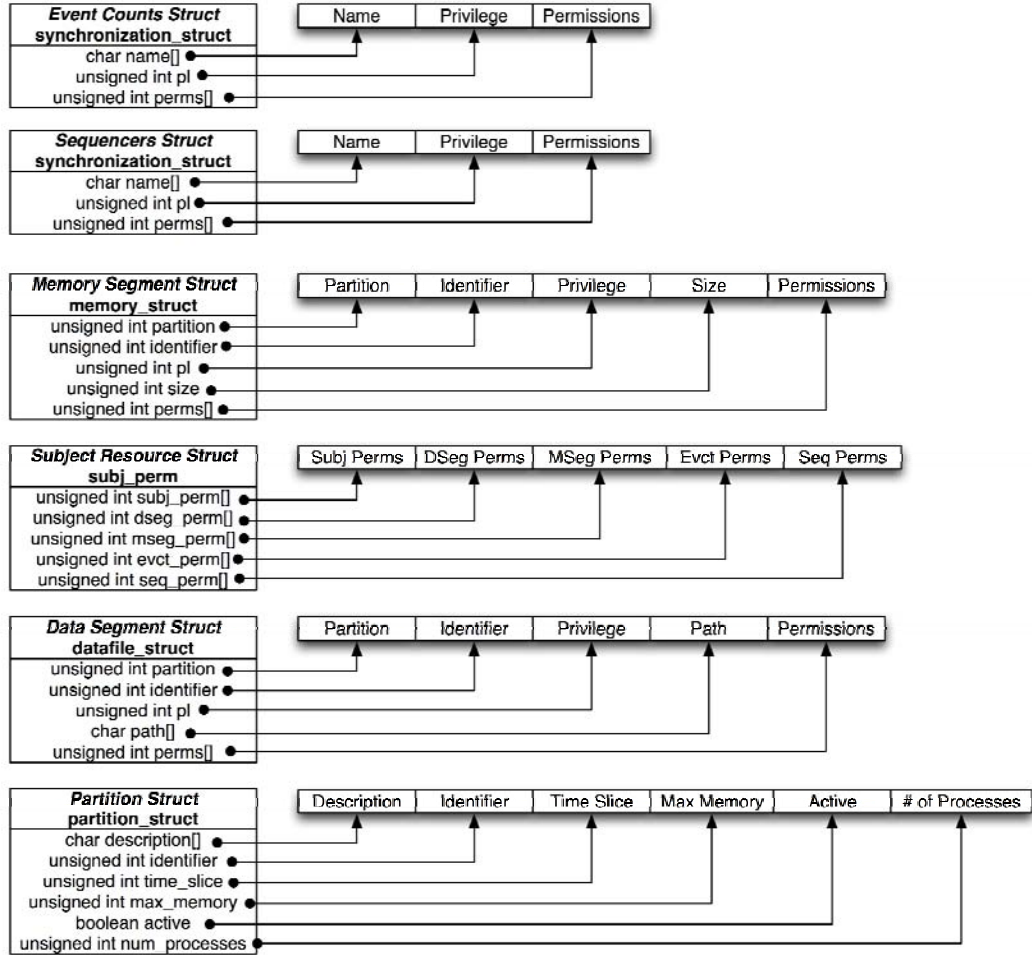 Event Counts Struct
synchronization_struct
char name[]
unsigned int pl
unsigned int perms[]
Name Privilege Permissions
Sequencers Struct
synchronization_struct
char name[]
unsigned int pl
unsigned int perms[]
Name Privilege Permissions
Memory Segment Struct
memory_struct
unsigned int partition
unsigned int identifier
unsigned int pl
unsigned int size
unsigned int perms[]
Partition Identifier Privilege Size Permissions
Subject Resource Struct
subj_perm
unsigned int subj_perm[]
unsigned int dseg_perm[]
unsigned int mseg_perm[]
unsigned int evct_perm[]
unsigned int seq_perm[]
Subj Perms DSeg Perms MSeg Perms Evct Perms Seq Perms
Data Segment Struct
datafile_struct
unsigned int partition
unsigned int identifier
unsigned int pl
char path[]
unsigned int perms[]
Partition Identifier Privilege Path Permissions
Partition Struct
partition_struct
char description[]
unsigned int identifier
unsigned int time_slice
unsigned int max_memory
boolean active
unsigned int num_processes
Description Identifier Time Slice Max Memory Active # of Processes